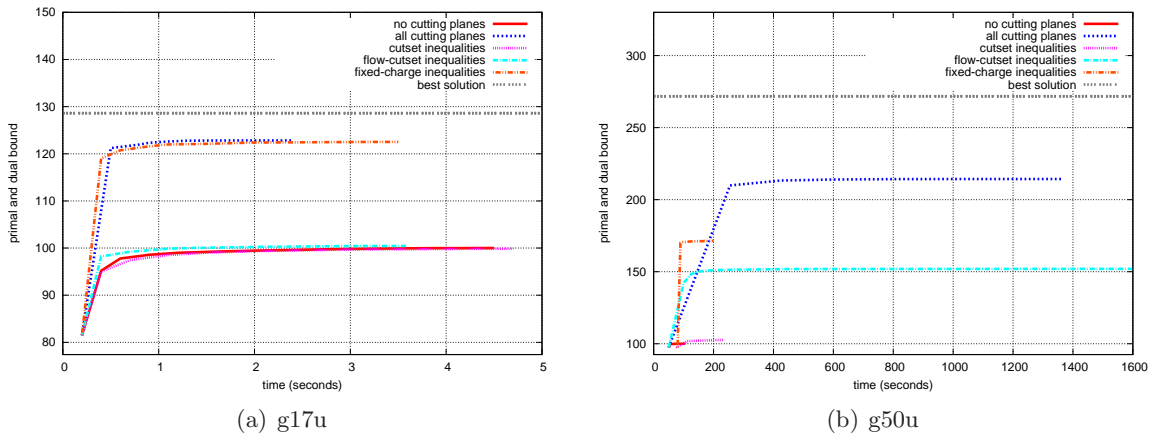 150
140
130
120
110
100
90
80
primal and dual bound
no cutting planes
all cutting planes
cutset inequalities
flow-cutset inequalities
fixed-charge inequalities
best solution
0 1 2 3 4 5
time (seconds)
(a) g17u
300
250
200
150
100
primal and dual bound
no cutting planes
all cutting planes
cutset inequalities
flow-cutset inequalities
fixed-charge inequalities
best solution
0 200 400 600 800 1000 1200 1400 1600
time (seconds)
(b) g50u